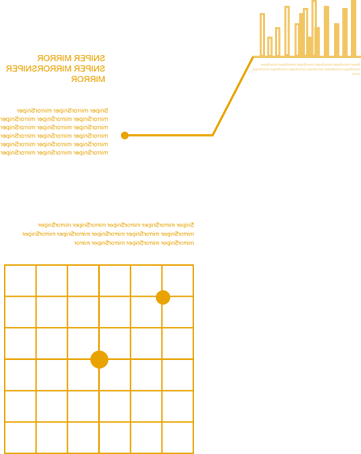 SNIPER MIRROR
SNIPER MIRRORSNIPER
MIRROR
Sniper mirrorSniper mirrorSniper
mirrorSniper mirrorSniper mirrorSniper
mirrorSniper mirrorSniper mirrorSniper
mirrorSniper mirrorSniper mirrorSniper
mirrorSniper mirrorSniper mirrorSniper
mirrorSniper mirrorSniper mirrorSniper
Sniper mirrorSniper mirrorSniper mirrorSniper mirrorSniper
mirrorSniper mirrorSniper mirrorSniper mirrorSniper mirrorSniper
mirrorSniper mirrorSniper mirrorSniper mirror